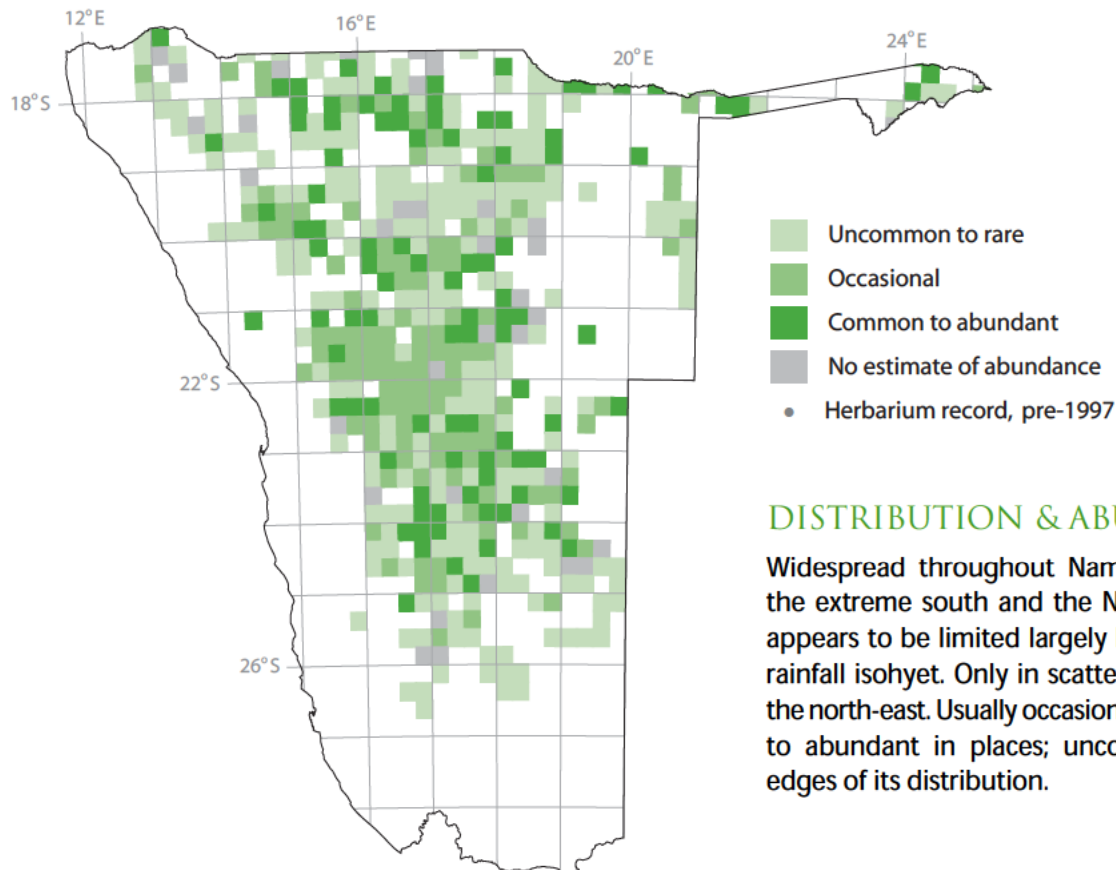 12°E
16°E
20°E
24°E
18°S
22°S
26°S
Uncommon to rare
Occasional
Common to abundant
No estimate of abundance
Herbarium record, pre-1997
DISTRIBUTION & ABU
Widespread throughout Nam
the extreme south and the N
appears to be limited largely
rainfall isohyet. Only in scatte
the north-east. Usually occasion
to abundant in places; unco
edges of its distribution.